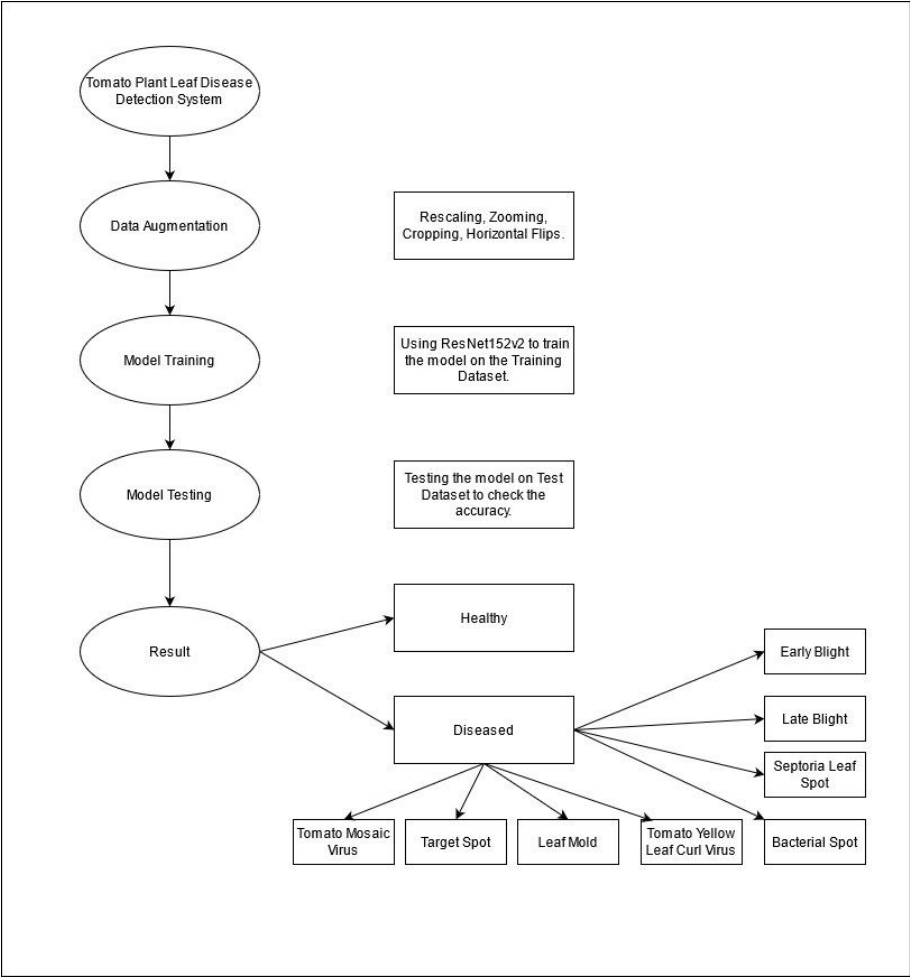 Tomato Plant Leaf Disease
Detection System
Data Augmentation
Rescaling, Zooming,
Cropping, Horizontal Flips.
Model Training
Using ResNet152v2 to train
the model on the Training
Dataset.
Model Testing
Testing the model on Test
Dataset to check the
accuracy.
Result
Healthy
Diseased
Early Blight
Late Blight
Septoria Leaf
Spot
Tomato Mosaic
Virus
Target Spot
Leaf Mold
Tomato Yellow
Leaf Curl Virus
Bacterial Spot